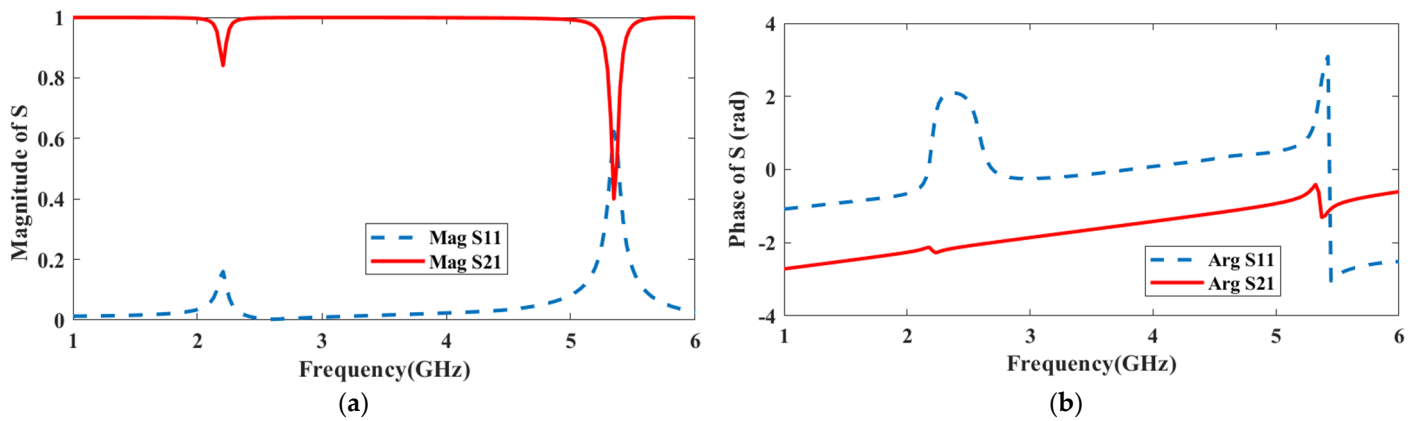 1
0.8
0.6
0.4
0.2
0
Magnitude of S
Mag S11
Mag S21
1 2 3 4 5 6
Frequency(GHz)
(a)
4
2
0
-2
-4
Phase of S (rad)
Arg S11
Arg S21
1 2 3 4 5 6
Frequency(GHz)
(b)